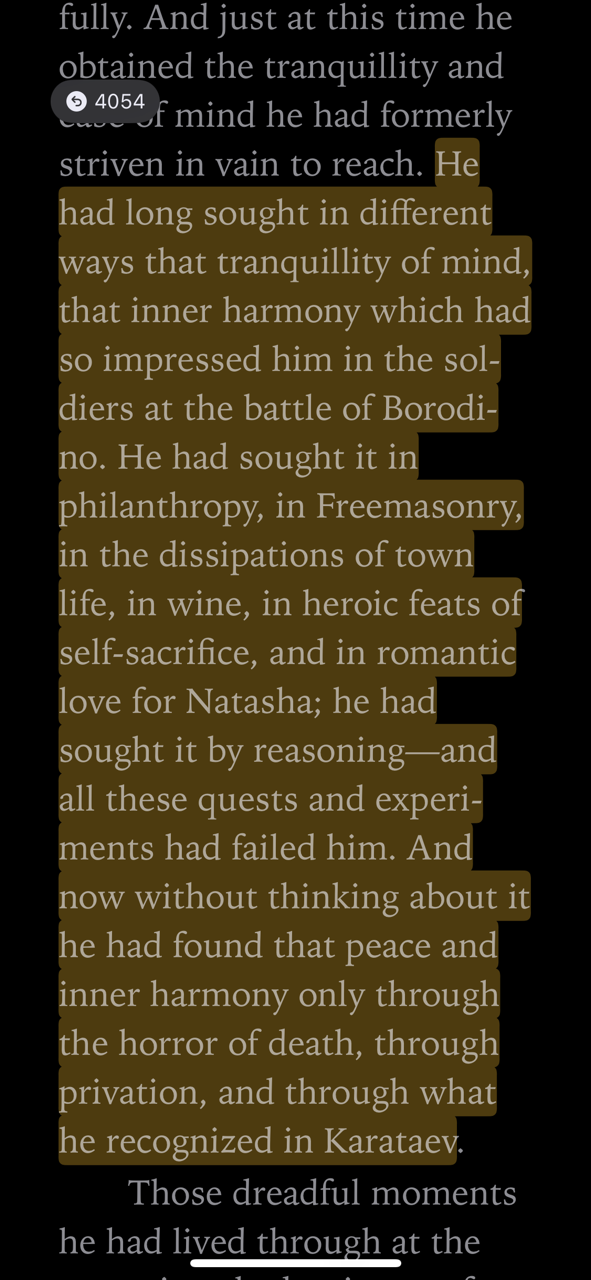 fully. And just at this time he
obtained the tranquillity and
4054
of mind he had formerly
striven in vain to reach. He
had long sought in different
ways that tranquillity of mind,
that inner harmony which had
so impressed him in the sol-
diers at the battle of Borodi-
no. He had sought it in
philanthropy, in Freemasonry,
in the dissipations of town
life, in wine, in heroic feats of
self-sacrifice, and in romantic
love for Natasha; he had
sought it by reasoning—and
all these quests and experi-
ments had failed him. And
now without thinking about it
he had found that peace and
inner harmony only through
the horror of death, through
privation, and through what
he recognized in Karataev.
Those dreadful moments
he had lived through at the